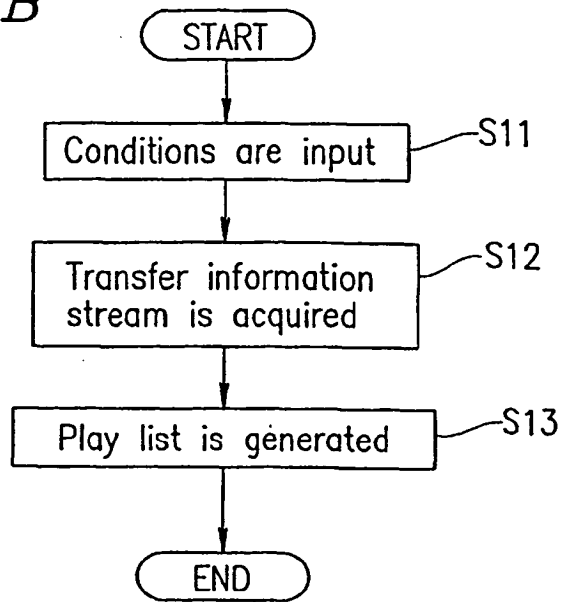 B
START
Conditions are input
S11
Transfer information
stream is acquired
S12
Play list is generated
S13
END